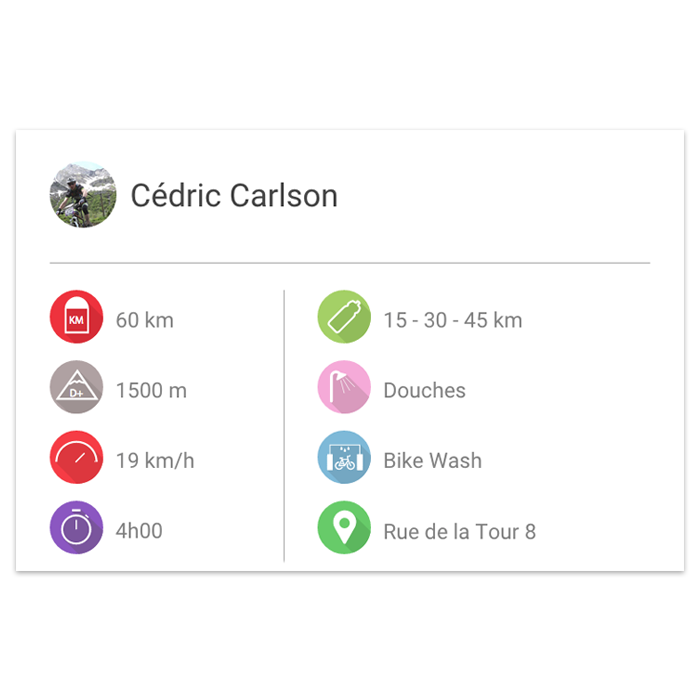 Cédric Carlson
KM
60 km
D+
1500 m
19 km/h
4h00
15 - 30 - 45 km
Douches
Bike Wash
Rue de la Tour 8